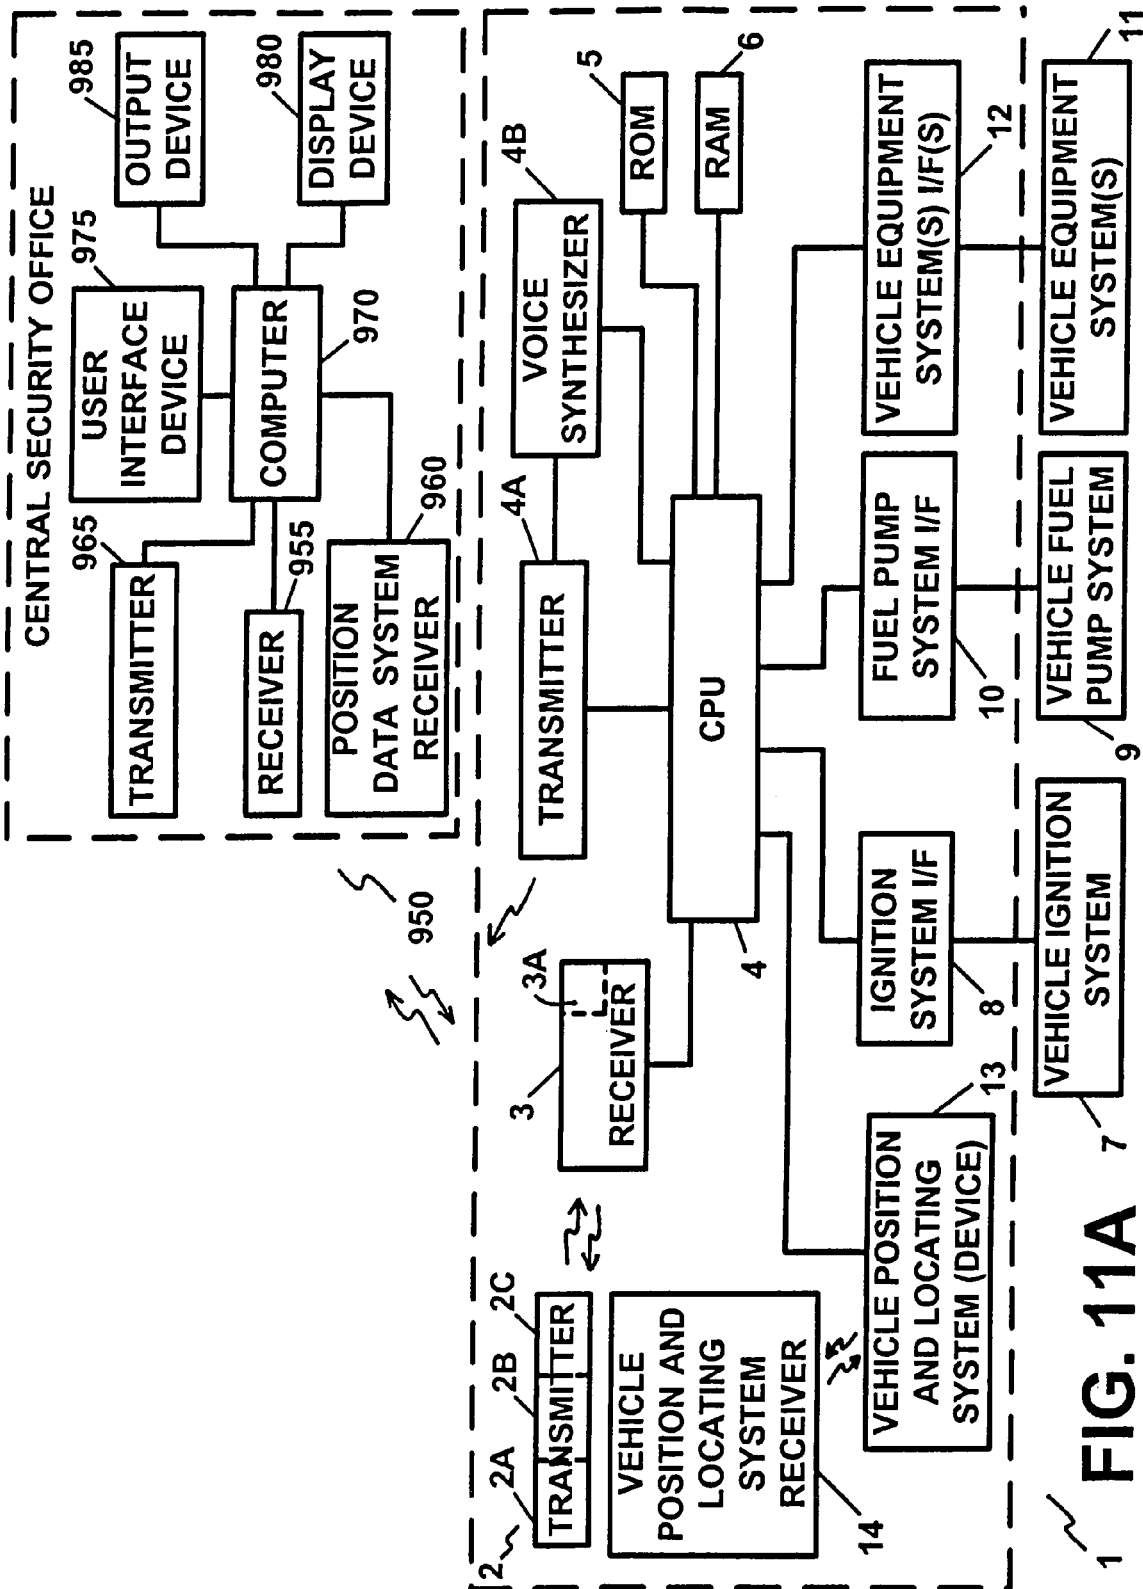 CENTRAL SECURITY OFFICE
965
TRANSMITTER
955
RECEIVER
960
POSITION
DATA SYSTEM
RECEIVER
975
USER
INTERFACE
DEVICE
COMPUTER
970
985
OUTPUT
DEVICE
980
DISPLAY
DEVICE
950
2
2A
2B
2C
TRANSMITTER
3
3A
RECEIVER
4A
TRANSMITTER
4B
VOICE
SYNTHESIZER
5
ROM
6
RAM
VEHICLE
POSITION AND
LOCATING
SYSTEM
RECEIVER
14
CPU
4
VEHICLE POSITION
AND LOCATING
SYSTEM (DEVICE)
13
IGNITION
SYSTEM I/F
8
FUEL PUMP
SYSTEM I/F
10
VEHICLE EQUIPMENT
SYSTEM(S) I/F(S)
12
VEHICLE IGNITION
SYSTEM
7
VEHICLE FUEL
PUMP SYSTEM
9
VEHICLE EQUIPMENT
SYSTEM(S)
11
1
FIG. 11A